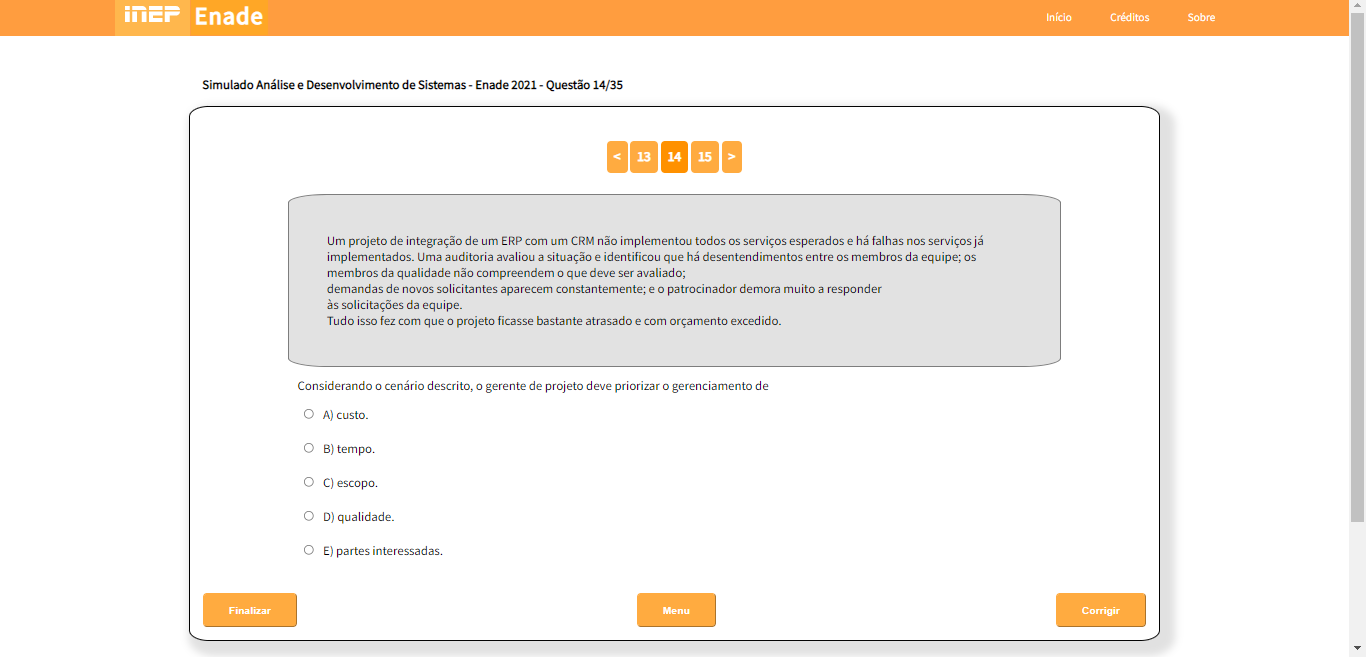 inep Enade Início Créditos Sobre
Simulado Análise e Desenvolvimento de Sistemas - Enade 2021 - Questão 14/35
< 13 14 15 >
Um projeto de integração de um ERP com um CRM não implementou todos os serviços esperados e há falhas nos serviços já
implementados. Uma auditoria avaliou a situação e identificou que há desentendimentos entre os membros da equipe; os
membros da qualidade não compreendem o que deve ser avaliado;
demandas de novos solicitantes aparecem constantemente; e o patrocinador demora muito a responder
às solicitações da equipe.
Tudo isso fez com que o projeto ficasse bastante atrasado e com orçamento excedido.
Considerando o cenário descrito, o gerente de projeto deve priorizar o gerenciamento de
A) custo.
B) tempo.
C) escopo.
D) qualidade.
E) partes interessadas.
Finalizar Menu Corrigir